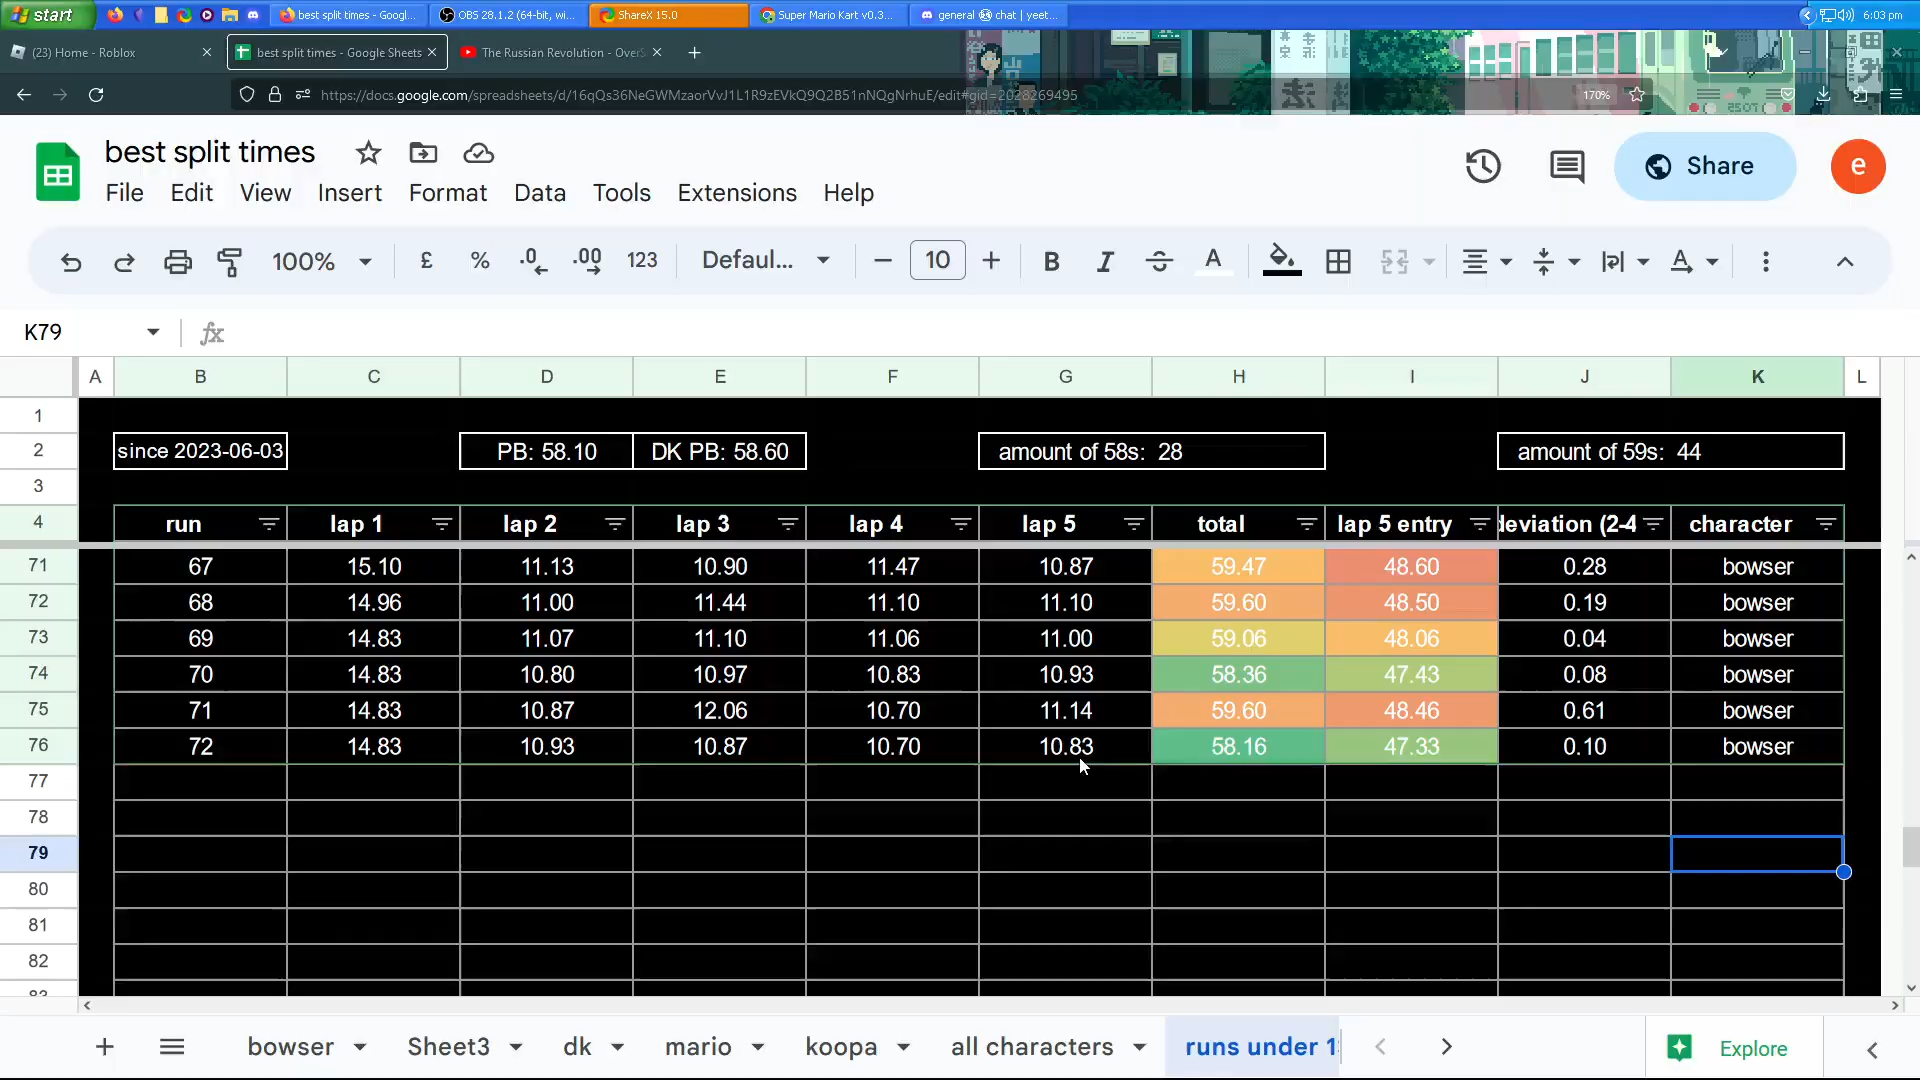 start
best split times - Googl...
OBS 28.1.2 (64-bit, wi...
ShareX 15.0
Super Mario Kart v0.3...
general chat | yeet...
6:03 pm
(23) Home - Roblox
best split times - Google Sheets
The Russian Revolution - OverS
https://docs.google.com/spreadsheets/d/16qQs36NeGWMzaorVvJ1L1R9zEVkQ9Q2B51nNQgNrhuE/edit#gid=2028269495
170%
best split times
Share
e
File Edit View Insert Format Data Tools Extensions Help
100% £ % .0 .00 123 Defaul... 10 B I S A
K79
fx
A B C D E F G H I J K L
1
2 since 2023-06-03 PB: 58.10 DK PB: 58.60 amount of 58s: 28 amount of 59s: 44
3
4 run lap 1 lap 2 lap 3 lap 4 lap 5 total lap 5 entry deviation (2-4 character
71 67 15.10 11.13 10.90 11.47 10.87 59.47 48.60 0.28 bowser
72 68 14.96 11.00 11.44 11.10 11.10 59.60 48.50 0.19 bowser
73 69 14.83 11.07 11.10 11.06 11.00 59.06 48.06 0.04 bowser
74 70 14.83 10.80 10.97 10.83 10.93 58.36 47.43 0.08 bowser
75 71 14.83 10.87 12.06 10.70 11.14 59.60 48.46 0.61 bowser
76 72 14.83 10.93 10.87 10.70 10.83 58.16 47.33 0.10 bowser
77
78
79
80
81
82
83
bowser Sheet3 dk mario koopa all characters runs under 1
Explore